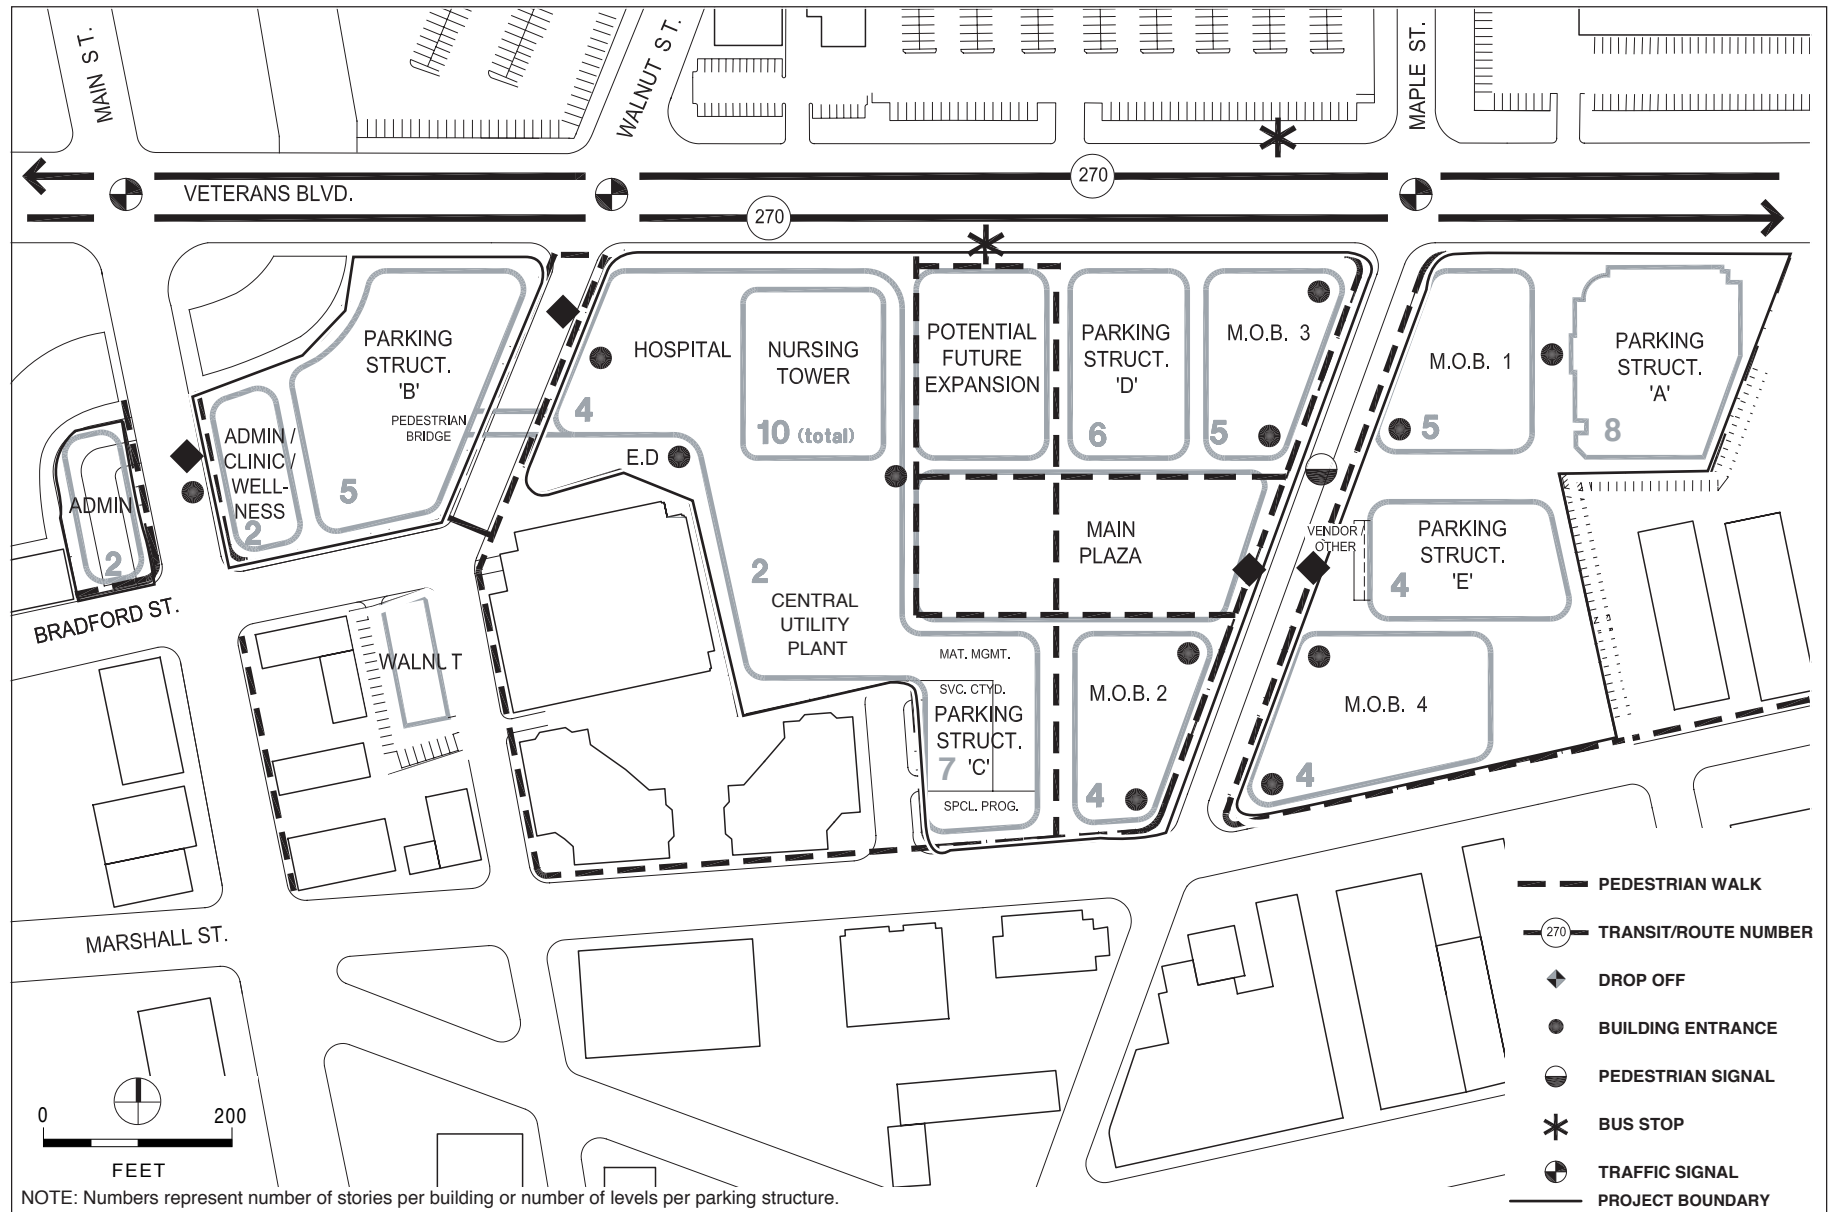 MAIN ST.
WALNUT ST.
MAPLE ST.
270
VETERANS BLVD.
270
PARKING
STRUCT.
'B'
5
PEDESTRIAN
BRIDGE
HOSPITAL
4
NURSING
TOWER
10 (total)
POTENTIAL
FUTURE
EXPANSION
PARKING
STRUCT.
'D'
6
M.O.B. 3
5
M.O.B. 1
5
PARKING
STRUCT.
'A'
8
ADMIN /
CLINIC /
WELL-
NESS
2
ADMIN
2
E.D
MAIN
PLAZA
VENDOR /
OTHER
PARKING
STRUCT.
'E'
4
2
CENTRAL
UTILITY
PLANT
BRADFORD ST.
WALNUT
MAT. MGMT.
SVC. CTYD.
PARKING
STRUCT.
7 'C'
SPCL. PROG.
M.O.B. 2
4
M.O.B. 4
4
MARSHALL ST.
PEDESTRIAN WALK
270 TRANSIT/ROUTE NUMBER
DROP OFF
BUILDING ENTRANCE
PEDESTRIAN SIGNAL
BUS STOP
TRAFFIC SIGNAL
PROJECT BOUNDARY
0 200
FEET
NOTE: Numbers represent number of stories per building or number of levels per parking structure.